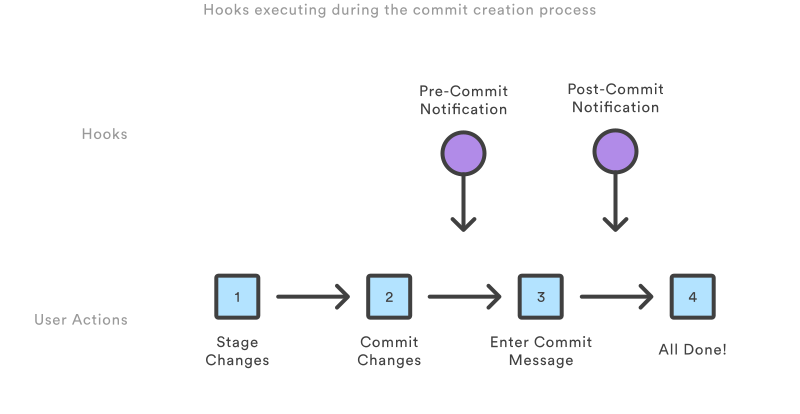 Hooks executing during the commit creation process
Pre-Commit
Notification
Post-Commit
Notification
Hooks
1
2
3
4
User Actions
Stage
Changes
Commit
Changes
Enter Commit
Message
All Done!